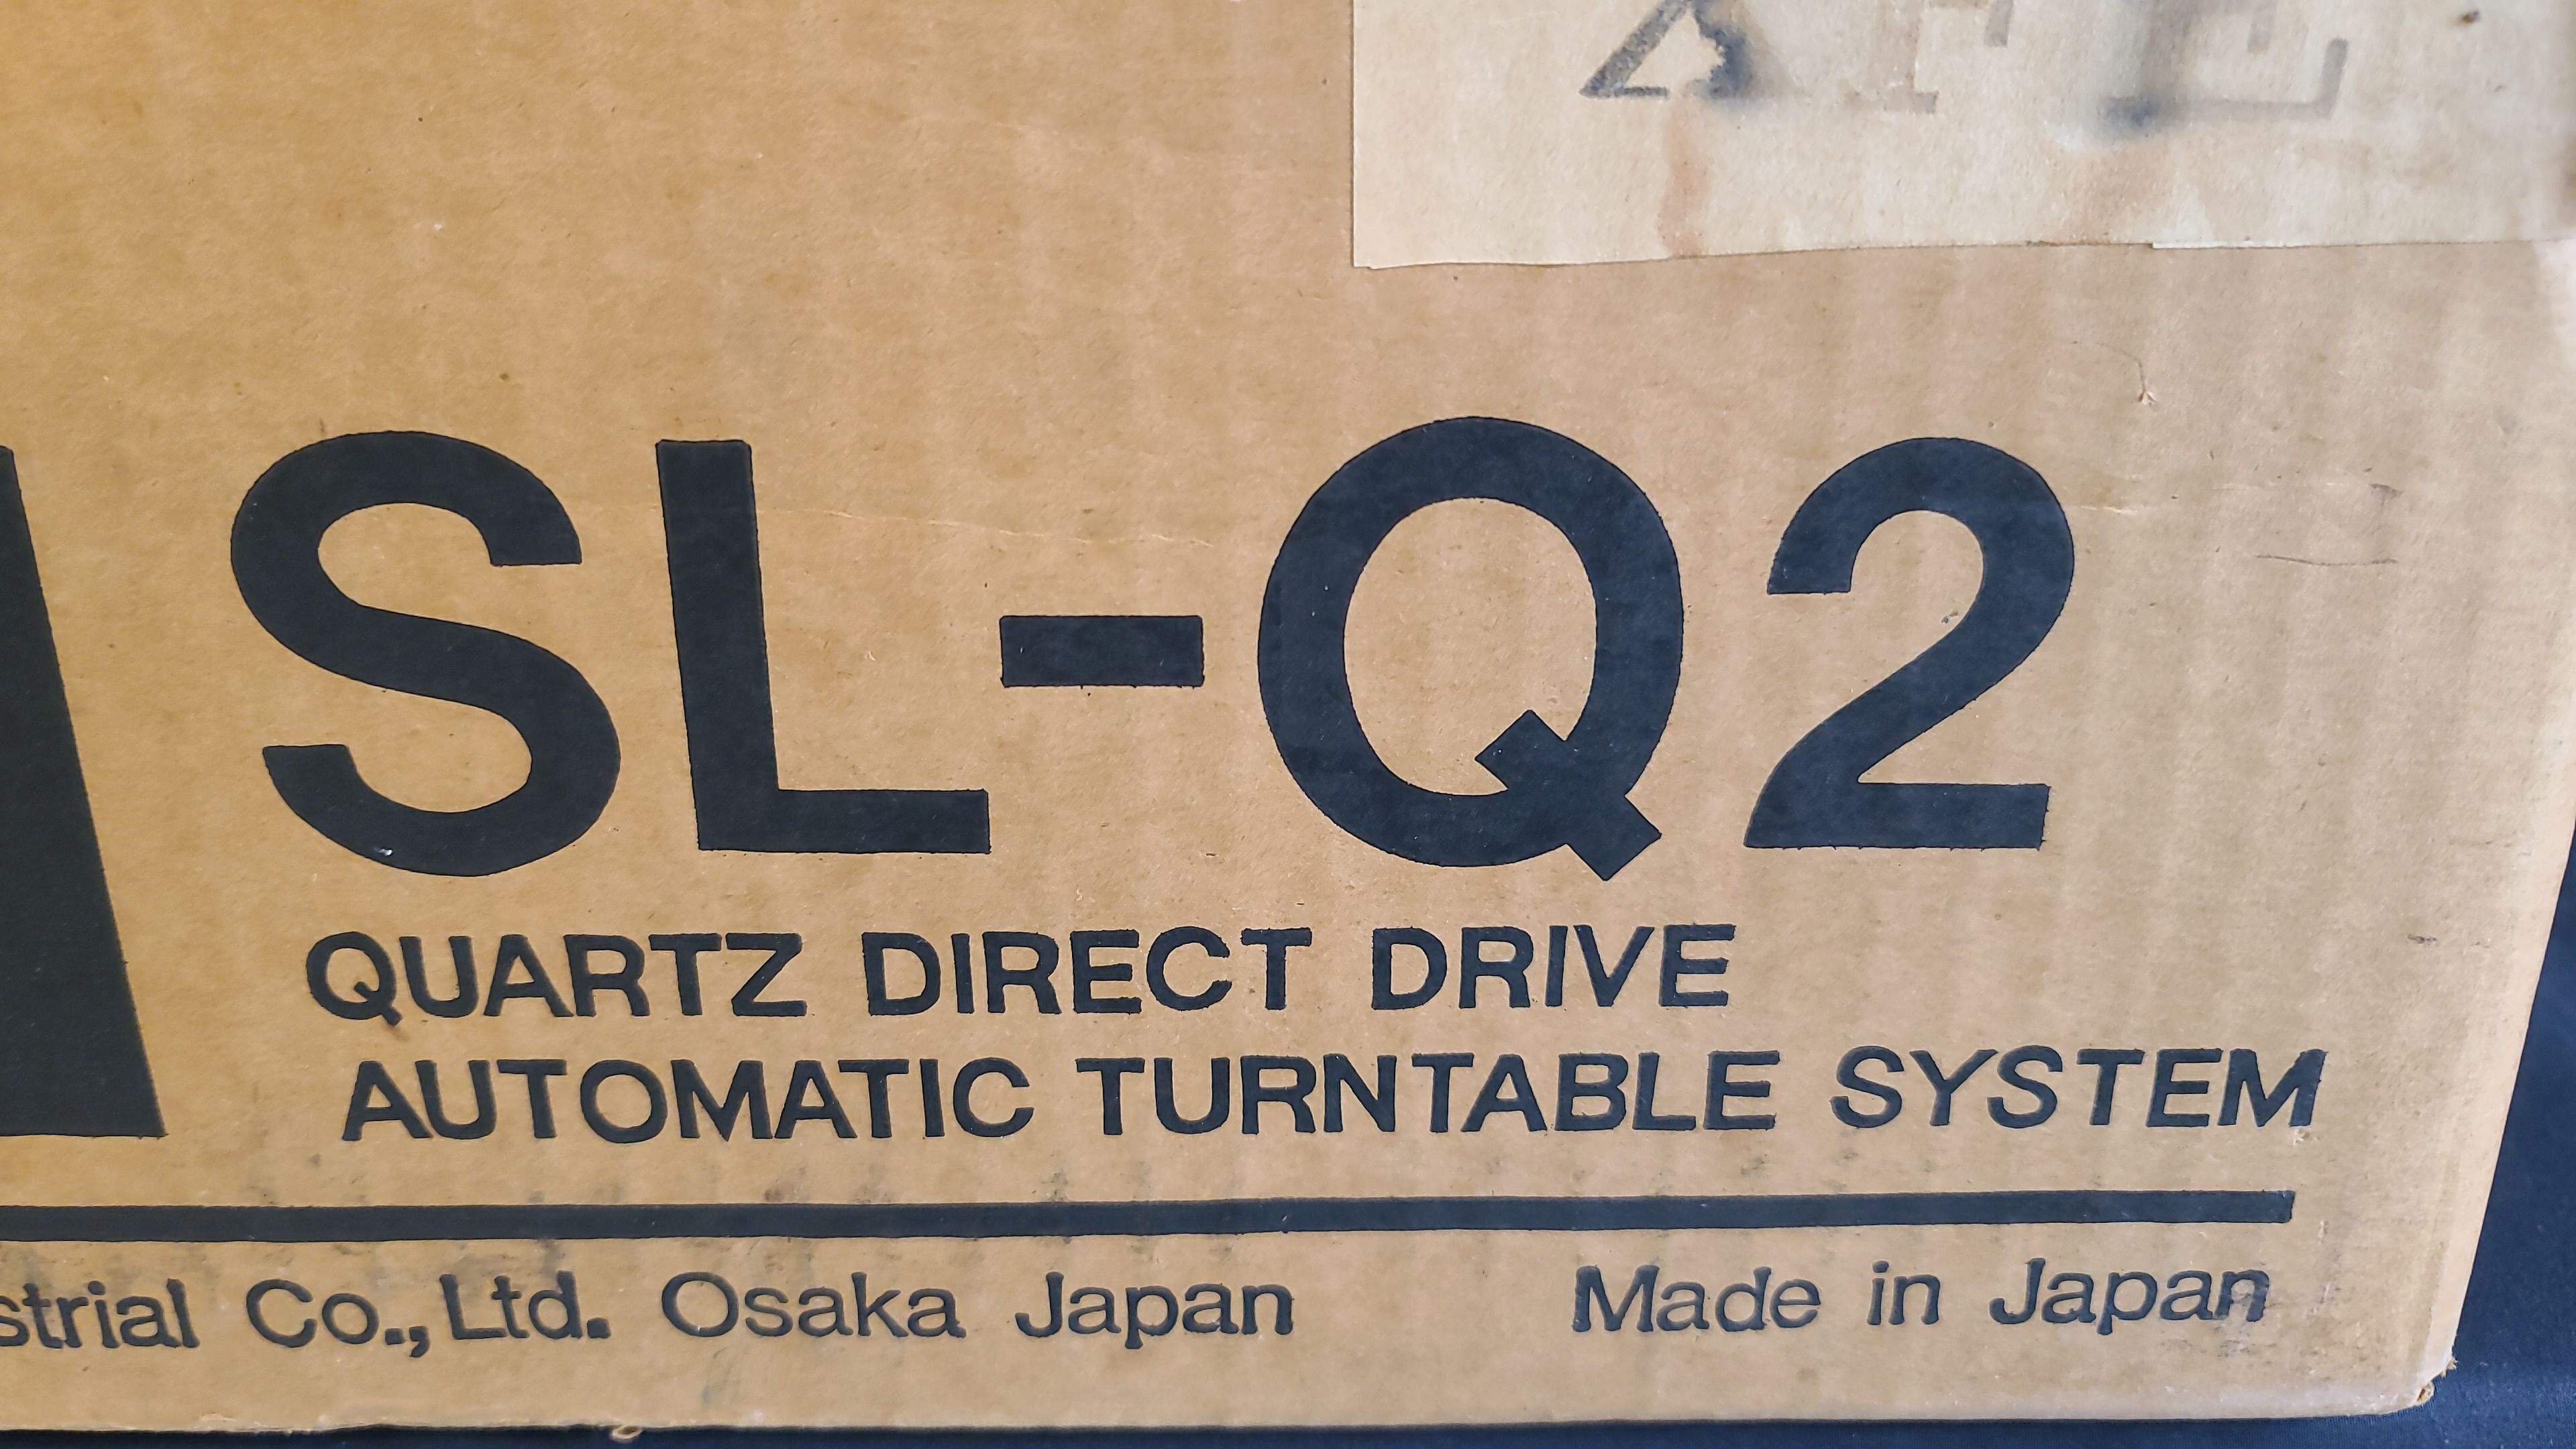 SL-Q2
QUARTZ DIRECT DRIVE
AUTOMATIC TURNTABLE SYSTEM
strial Co.,Ltd. Osaka Japan Made in Japan